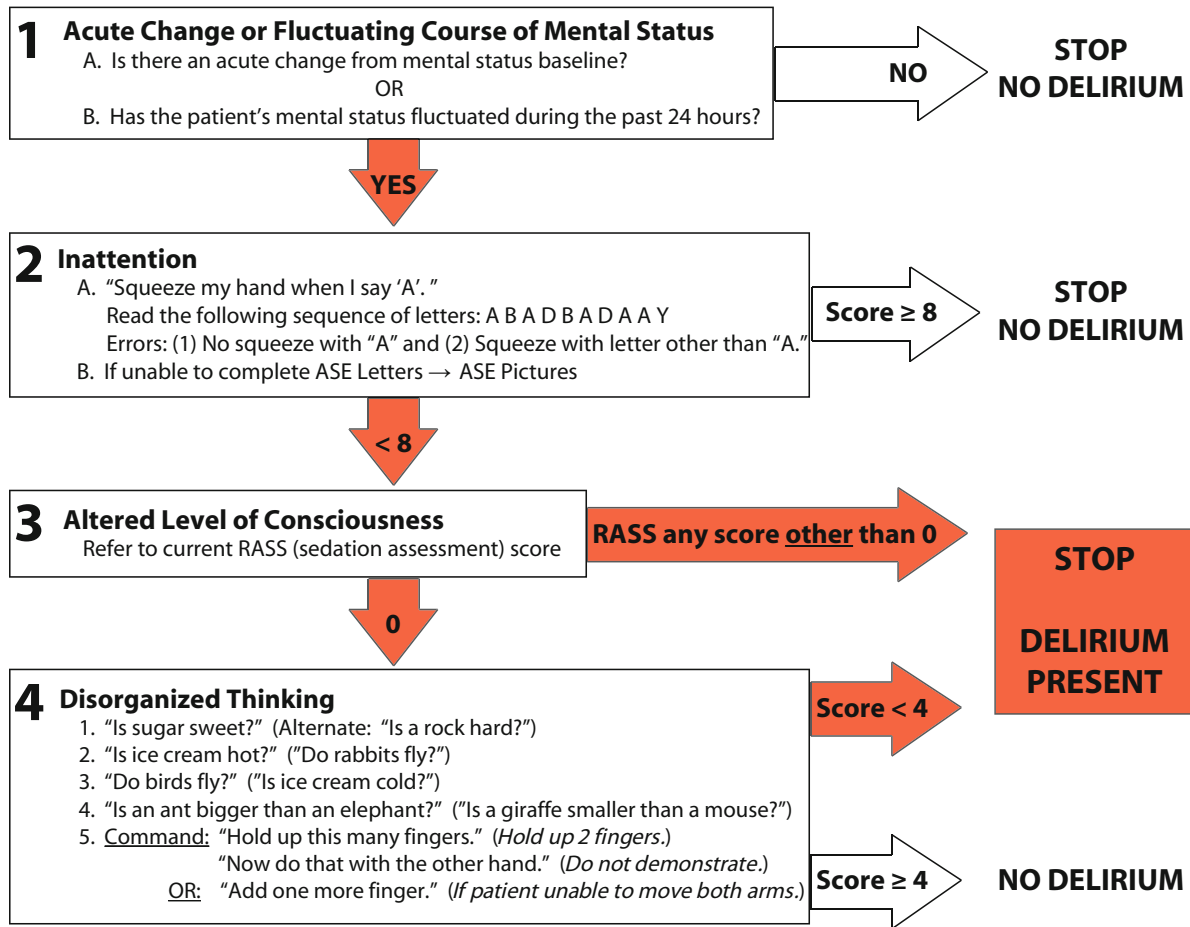 1 Acute Change or Fluctuating Course of Mental Status
A. Is there an acute change from mental status baseline?
OR
B. Has the patient’s mental status fluctuated during the past 24 hours?
NO
STOP
NO DELIRIUM
YES
2 Inattention
A. “Squeeze my hand when I say ‘A’. ”
Read the following sequence of letters: A B A D B A D A A Y
Errors: (1) No squeeze with “A” and (2) Squeeze with letter other than “A.”
B. If unable to complete ASE Letters → ASE Pictures
Score ≥ 8
STOP
NO DELIRIUM
< 8
3 Altered Level of Consciousness
Refer to current RASS (sedation assessment) score
RASS any score other than 0
STOP
DELIRIUM
PRESENT
0
4 Disorganized Thinking
1. “Is sugar sweet?” (Alternate: “Is a rock hard?”)
2. “Is ice cream hot?” (”Do rabbits fly?”)
3. “Do birds fly?” (”Is ice cream cold?”)
4. “Is an ant bigger than an elephant?” (”Is a giraffe smaller than a mouse?”)
5. Command: “Hold up this many fingers.” (Hold up 2 fingers.)
“Now do that with the other hand.” (Do not demonstrate.)
OR: “Add one more finger.” (If patient unable to move both arms.)
Score < 4
Score ≥ 4
NO DELIRIUM